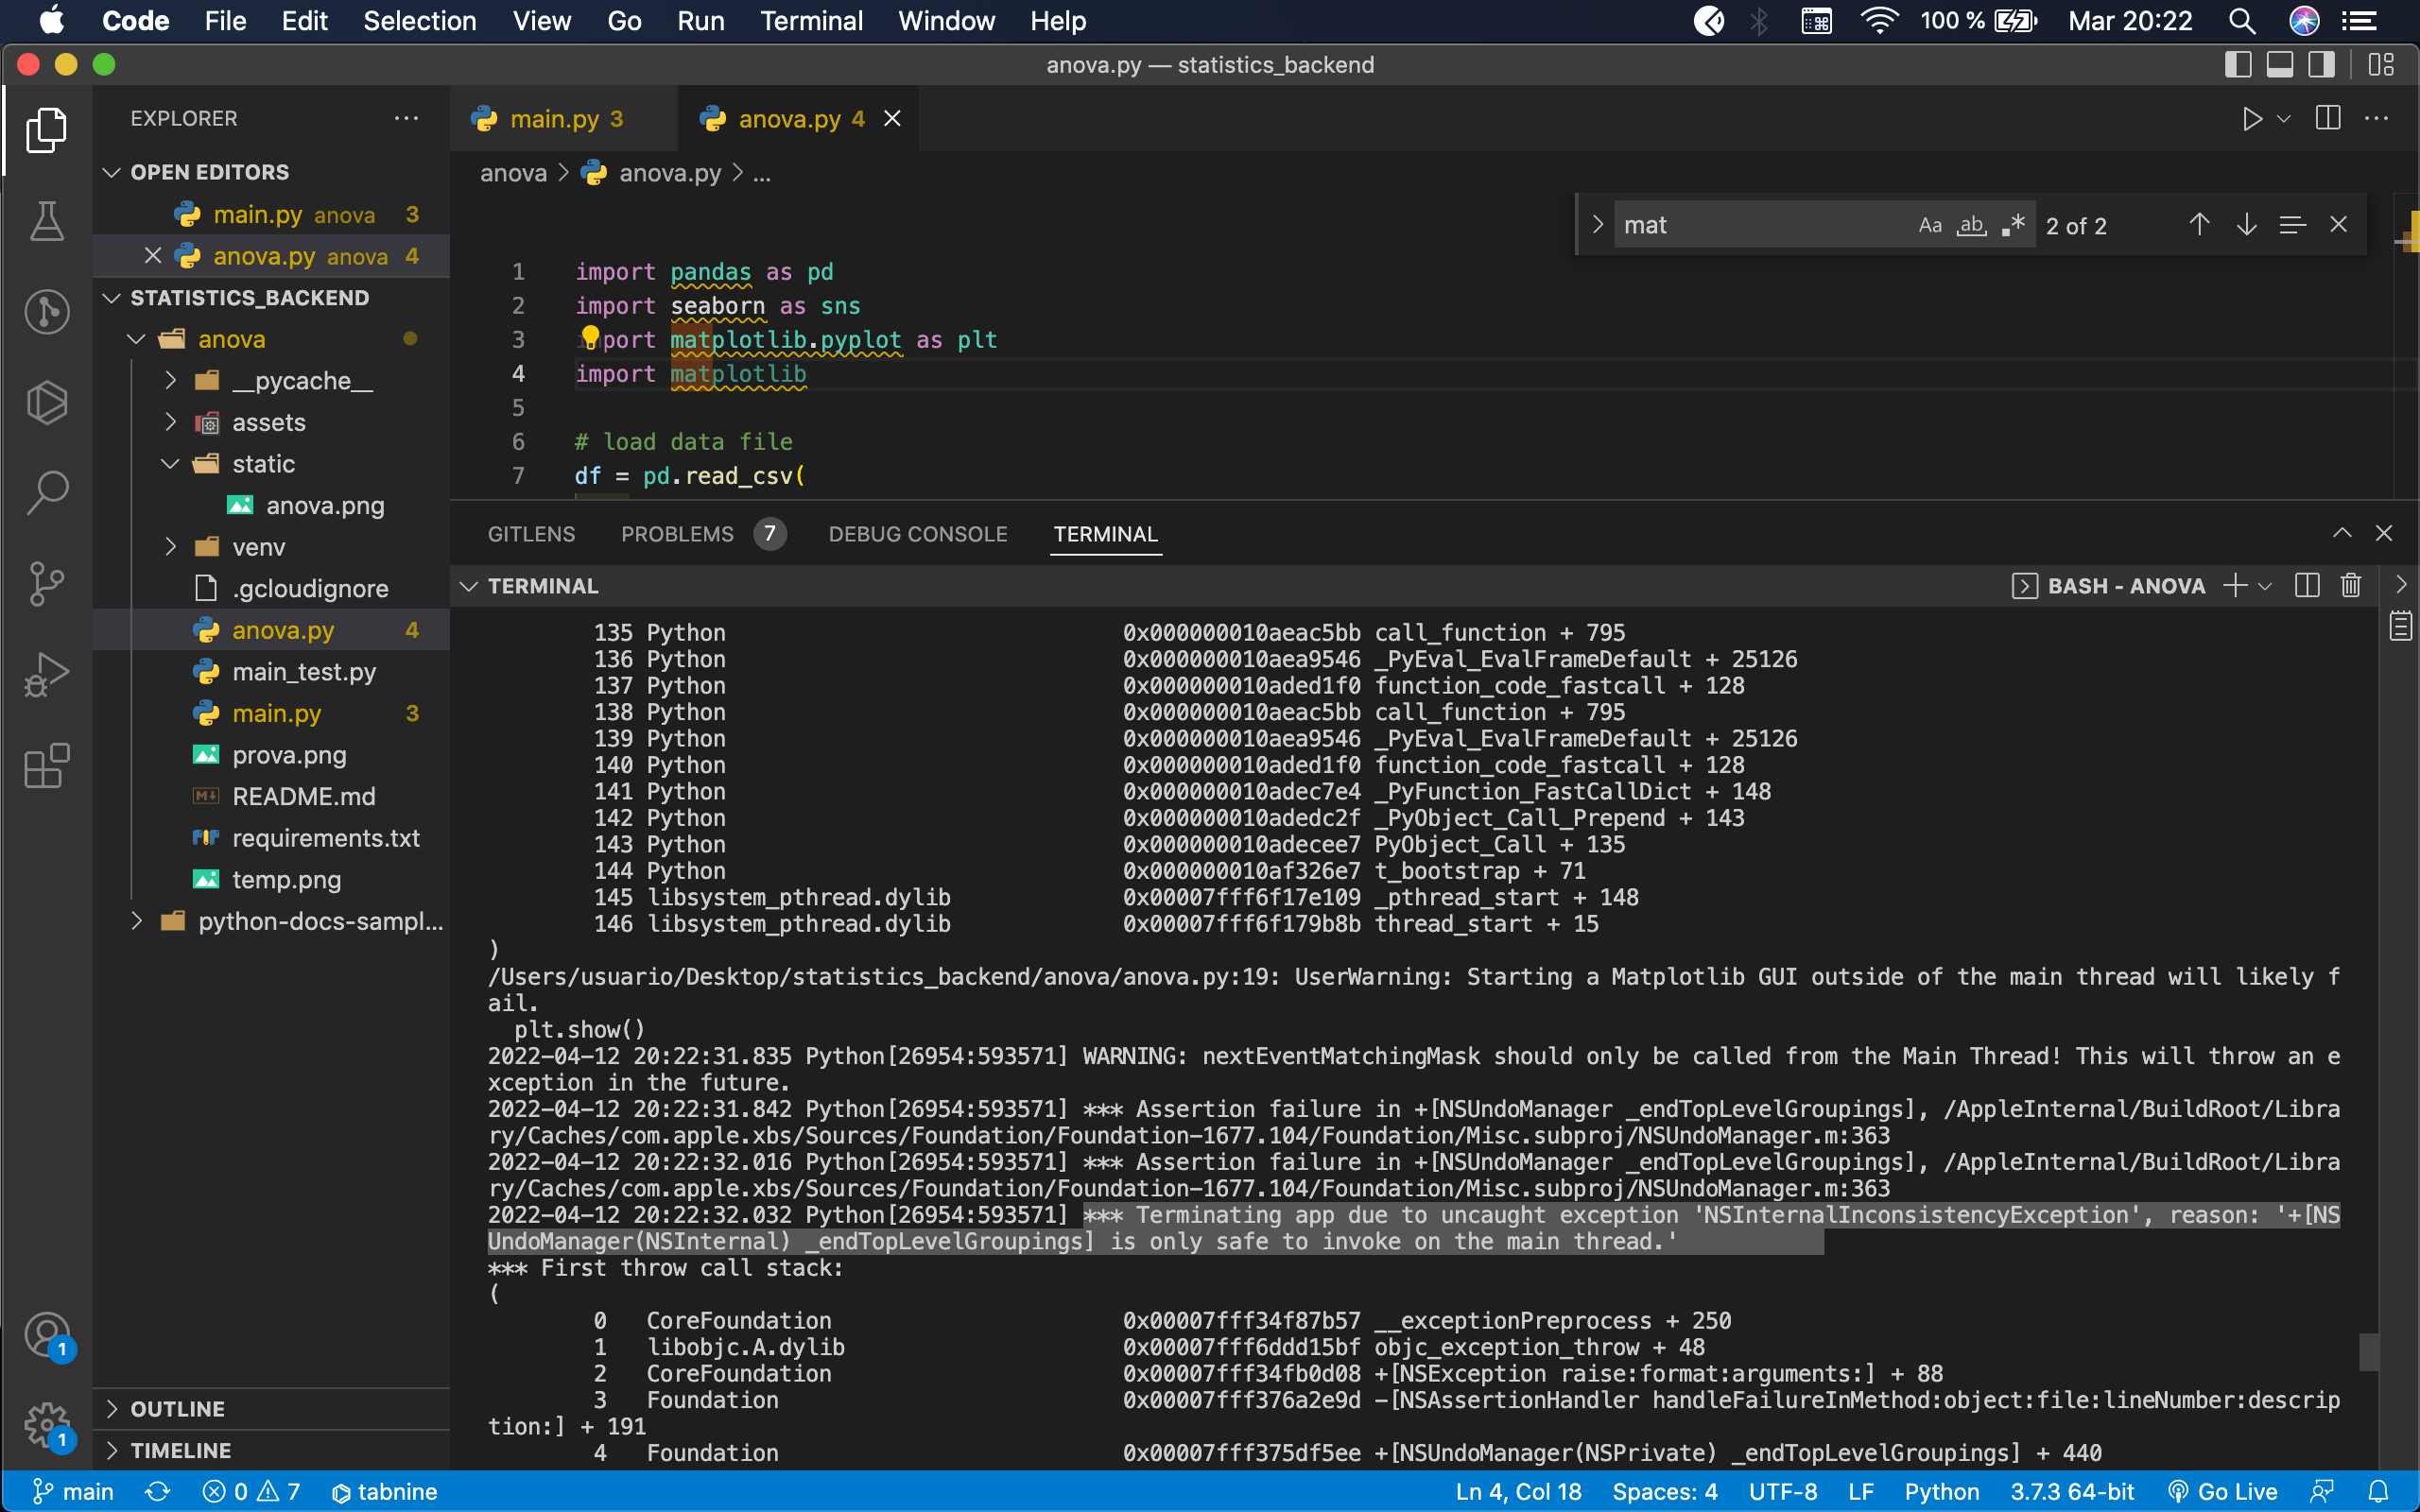 Code File Edit Selection View Go Run Terminal Window Help 100 % Mar 20:22
anova.py — statistics_backend
EXPLORER
OPEN EDITORS
main.py anova 3
anova.py anova 4
STATISTICS_BACKEND
anova
__pycache__
assets
static
anova.png
venv
.gcloudignore
anova.py 4
main_test.py
main.py 3
prova.png
README.md
requirements.txt
temp.png
python-docs-sampl...
OUTLINE
TIMELINE
main.py 3 anova.py 4
anova > anova.py > ...
mat Aa ab 2 of 2
1 import pandas as pd
2 import seaborn as sns
3 import matplotlib.pyplot as plt
4 import matplotlib
5
6 # load data file
7 df = pd.read_csv(
GITLENS PROBLEMS 7 DEBUG CONSOLE TERMINAL
TERMINAL BASH - ANOVA
135 Python 0x000000010aeac5bb call_function + 795
136 Python 0x000000010aea9546 _PyEval_EvalFrameDefault + 25126
137 Python 0x000000010aded1f0 function_code_fastcall + 128
138 Python 0x000000010aeac5bb call_function + 795
139 Python 0x000000010aea9546 _PyEval_EvalFrameDefault + 25126
140 Python 0x000000010aded1f0 function_code_fastcall + 128
141 Python 0x000000010adec7e4 _PyFunction_FastCallDict + 148
142 Python 0x000000010adedc2f _PyObject_Call_Prepend + 143
143 Python 0x000000010adecee7 PyObject_Call + 135
144 Python 0x000000010af326e7 t_bootstrap + 71
145 libsystem_pthread.dylib 0x00007fff6f17e109 _pthread_start + 148
146 libsystem_pthread.dylib 0x00007fff6f179b8b thread_start + 15
)
/Users/usuario/Desktop/statistics_backend/anova/anova.py:19: UserWarning: Starting a Matplotlib GUI outside of the main thread will likely f
ail.
plt.show()
2022-04-12 20:22:31.835 Python[26954:593571] WARNING: nextEventMatchingMask should only be called from the Main Thread! This will throw an e
xception in the future.
2022-04-12 20:22:31.842 Python[26954:593571] *** Assertion failure in +[NSUndoManager _endTopLevelGroupings], /AppleInternal/BuildRoot/Libra
ry/Caches/com.apple.xbs/Sources/Foundation/Foundation-1677.104/Foundation/Misc.subproj/NSUndoManager.m:363
2022-04-12 20:22:32.016 Python[26954:593571] *** Assertion failure in +[NSUndoManager _endTopLevelGroupings], /AppleInternal/BuildRoot/Libra
ry/Caches/com.apple.xbs/Sources/Foundation/Foundation-1677.104/Foundation/Misc.subproj/NSUndoManager.m:363
2022-04-12 20:22:32.032 Python[26954:593571] *** Terminating app due to uncaught exception 'NSInternalInconsistencyException', reason: '+[NS
UndoManager(NSInternal) _endTopLevelGroupings] is only safe to invoke on the main thread.'
*** First throw call stack:
(
0 CoreFoundation 0x00007fff34f87b57 __exceptionPreprocess + 250
1 libobjc.A.dylib 0x00007fff6ddd15bf objc_exception_throw + 48
2 CoreFoundation 0x00007fff34fb0d08 +[NSException raise:format:arguments:] + 88
3 Foundation 0x00007fff376a2e9d -[NSAssertionHandler handleFailureInMethod:object:file:lineNumber:descrip
tion:] + 191
4 Foundation 0x00007fff375df5ee +[NSUndoManager(NSPrivate) _endTopLevelGroupings] + 440
1
1
main 0 7 tabnine Ln 4, Col 18 Spaces: 4 UTF-8 LF Python 3.7.3 64-bit Go Live